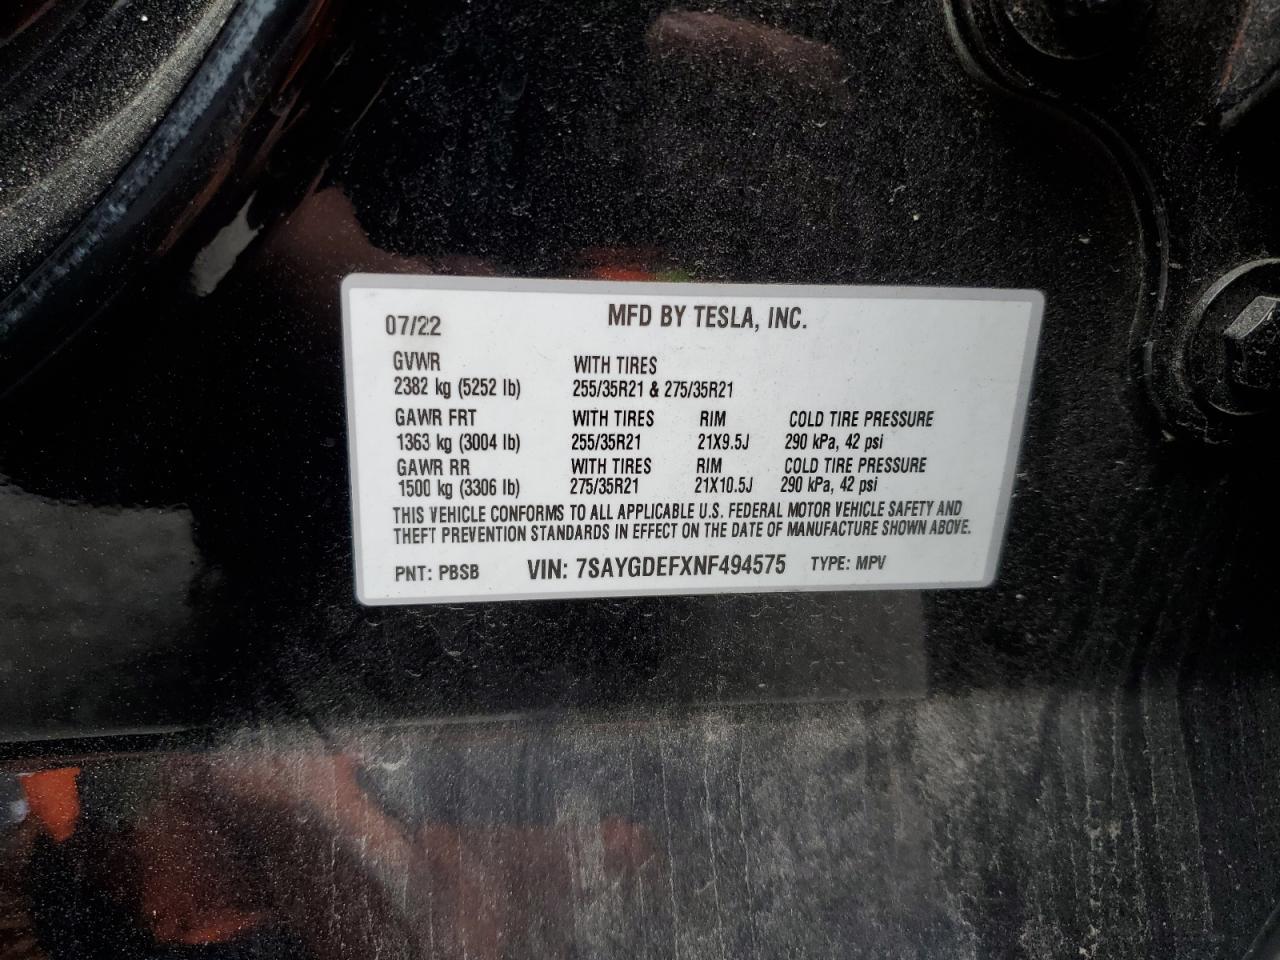 07/22 MFD BY TESLA, INC.
GVWR WITH TIRES
2382 kg (5252 lb) 255/35R21 & 275/35R21
GAWR FRT WITH TIRES RIM COLD TIRE PRESSURE
1363 kg (3004 lb) 255/35R21 21X9.5J 290 kPa, 42 psi
GAWR RR WITH TIRES RIM COLD TIRE PRESSURE
1500 kg (3306 lb) 275/35R21 21X10.5J 290 kPa, 42 psi
THIS VEHICLE CONFORMS TO ALL APPLICABLE U.S. FEDERAL MOTOR VEHICLE SAFETY AND
THEFT PREVENTION STANDARDS IN EFFECT ON THE DATE OF MANUFACTURE SHOWN ABOVE.
PNT: PBSB VIN: 7SAYGDEFXNF494575 TYPE: MPV